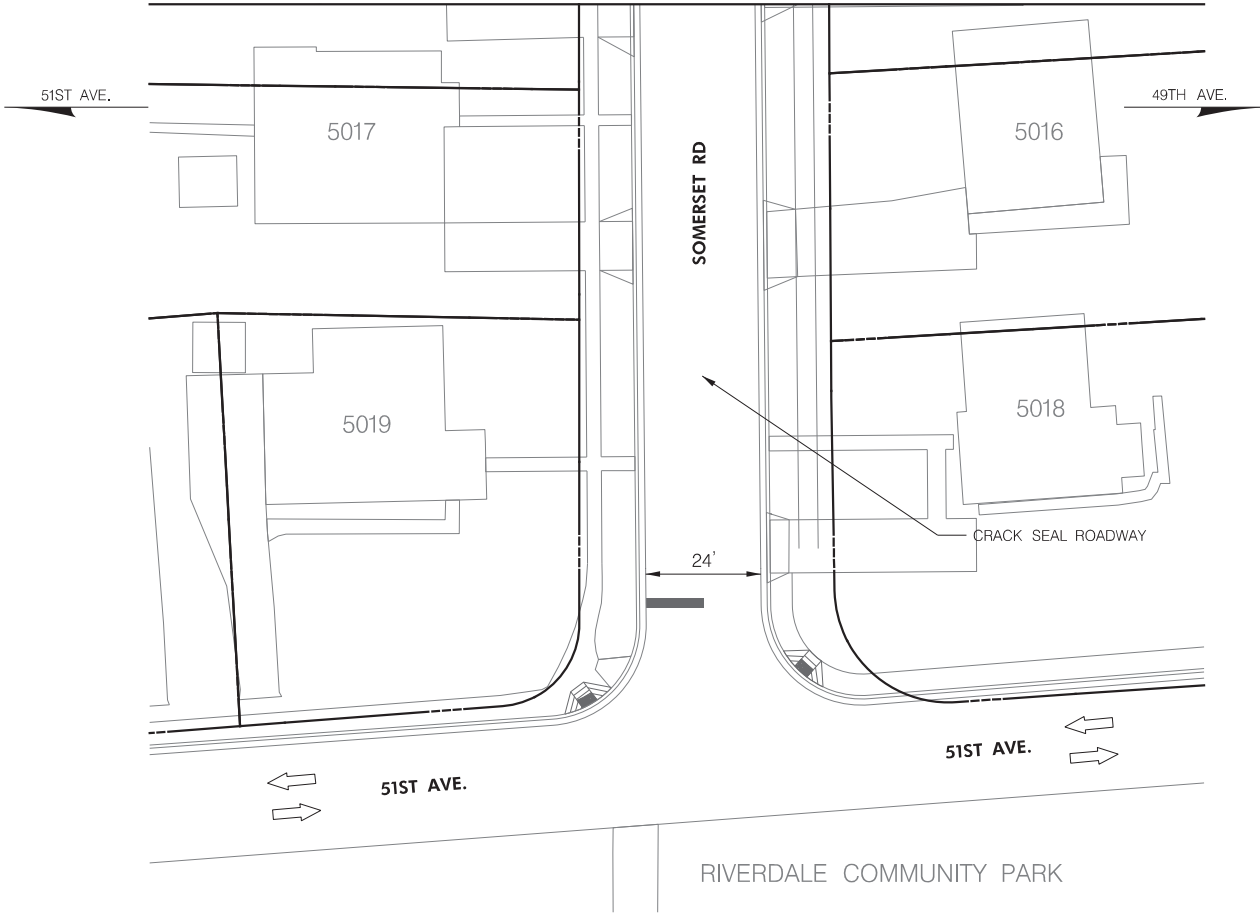 51ST AVE.
49TH AVE.
5017
5016
SOMERSET RD
5019
5018
CRACK SEAL ROADWAY
24'
51ST AVE.
51ST AVE.
RIVERDALE COMMUNITY PARK